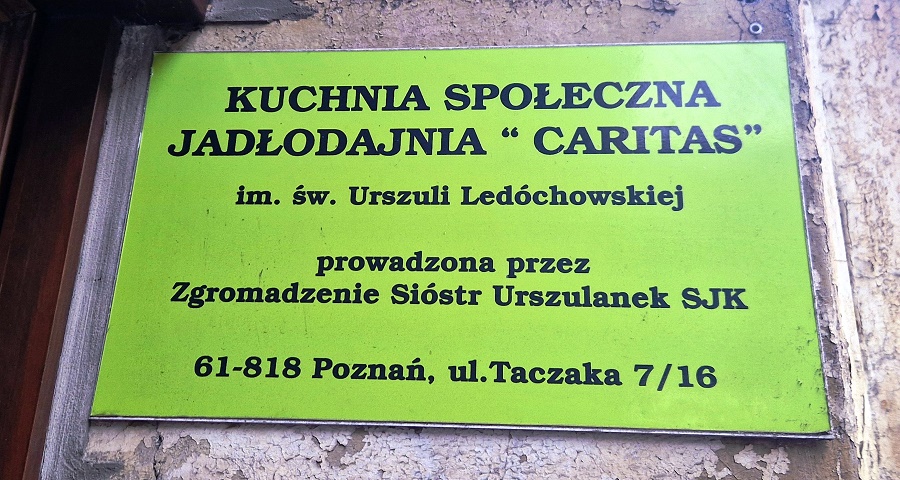 KUCHNIA SPOŁECZNA
JADŁODAJNIA “ CARITAS”
im. św. Urszuli Ledóchowskiej
prowadzona przez
Zgromadzenie Sióstr Urszulanek SJK
61-818 Poznań, ul.Taczaka 7/16